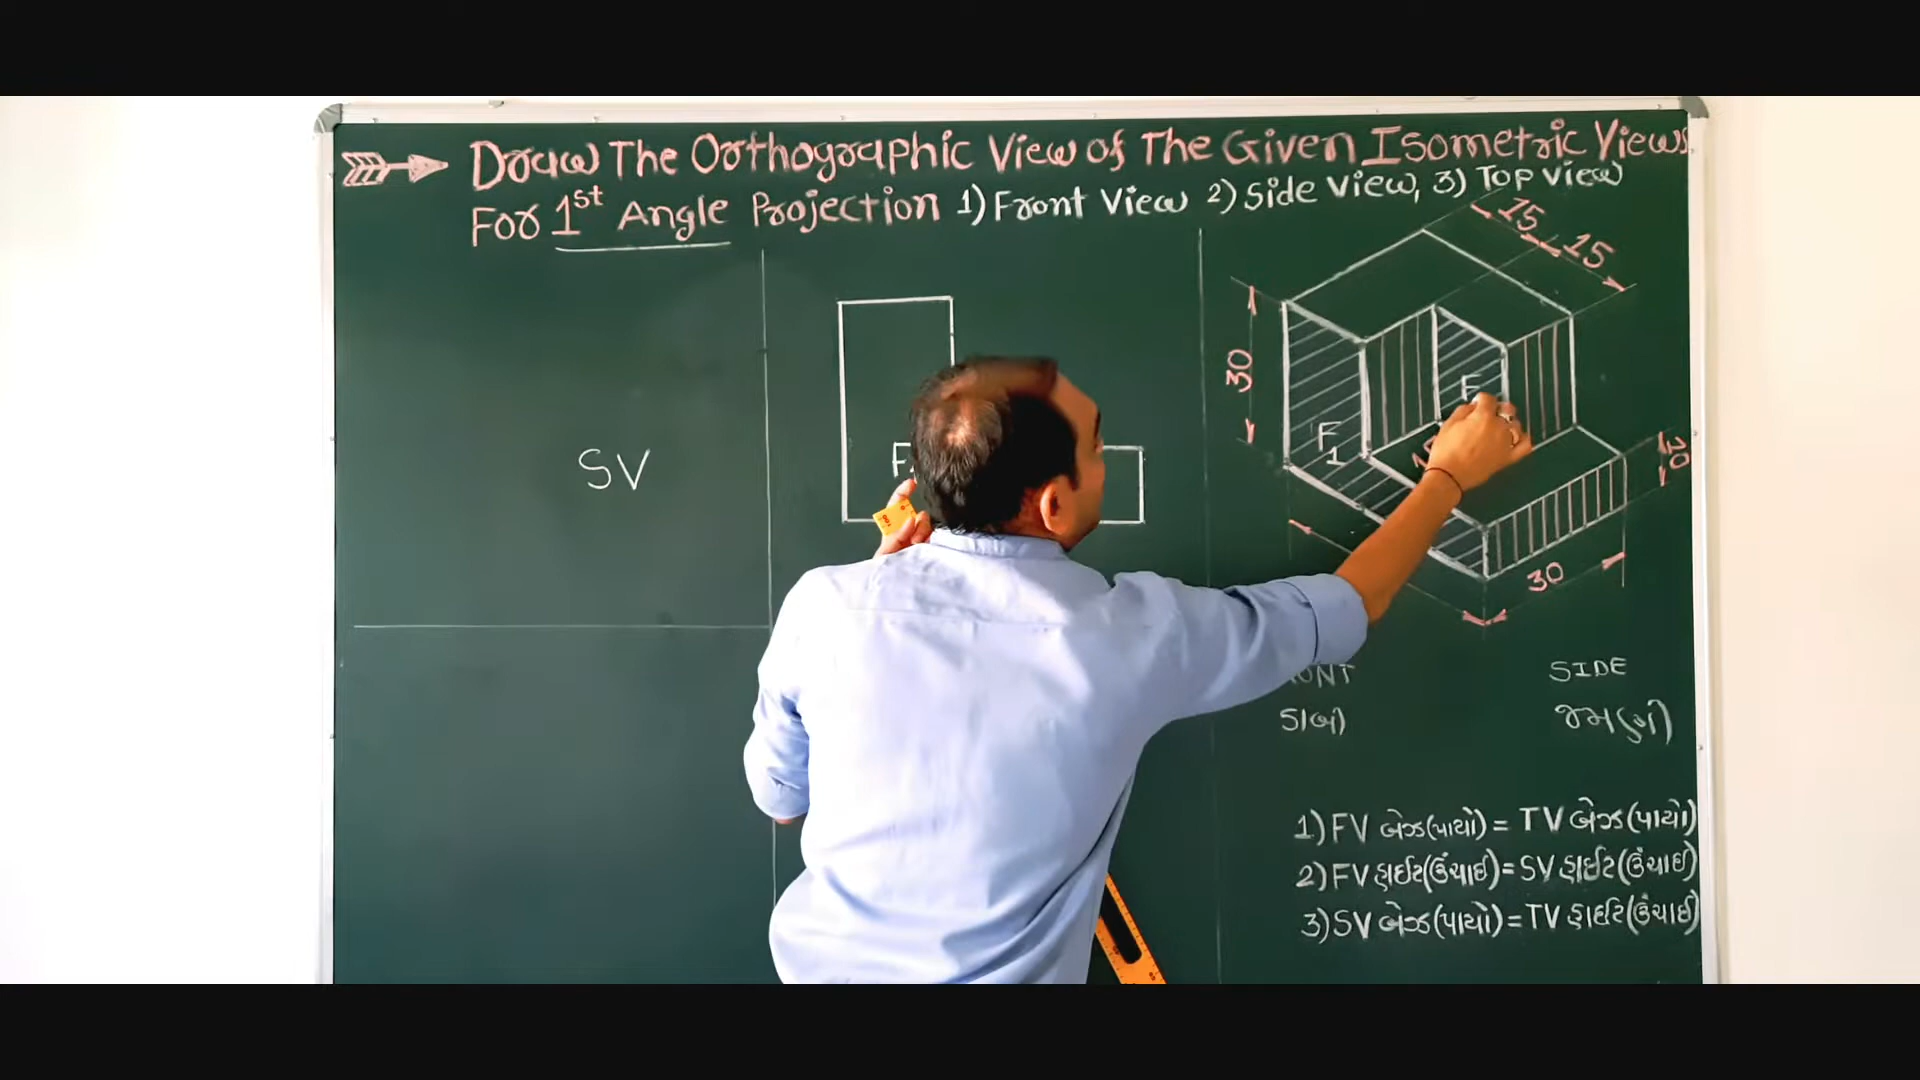 Draw The Orthographic View of The Given Isometric Views
For 1st Angle Projection 1) Front View 2) Side View, 3) Top View
15
15
30
F
F1
20
SV
30
SIDE
ડાબી
જમણી
1) FV બેઝ(પાયો) = TV બેઝ(પાયો)
2) FV હાઈટ(ઉંચાઈ) = SV હાઈટ(ઉંચાઈ)
3) SV બેઝ(પાયો) = TV હાઈટ(ઉંચાઈ)